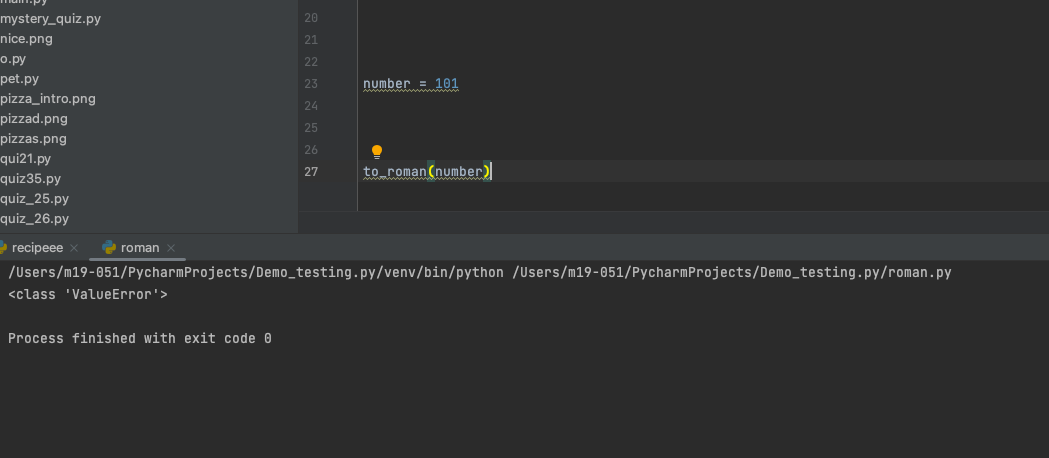 main.py
mystery_quiz.py
nice.png
o.py
pet.py
pizza_intro.png
pizzad.png
pizzas.png
qui21.py
quiz35.py
quiz_25.py
quiz_26.py
20
21
22
23 number = 101
24
25
26
27 to_roman(number)
recipeee × roman ×
/Users/m19-051/PycharmProjects/Demo_testing.py/venv/bin/python /Users/m19-051/PycharmProjects/Demo_testing.py/roman.py
<class 'ValueError'>
Process finished with exit code 0